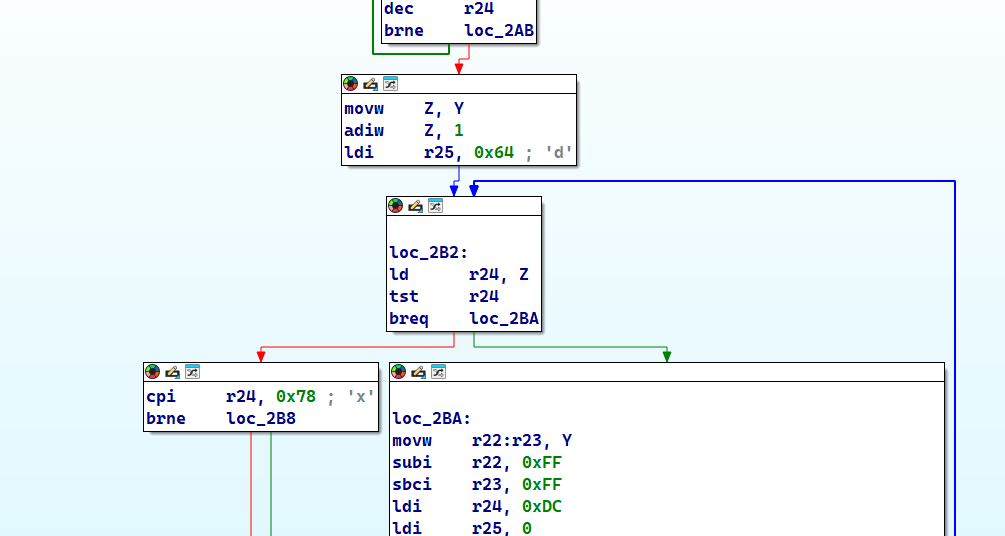 dec r24
brne loc_2AB
movw Z, Y
adiw Z, 1
ldi r25, 0x64 ; 'd'
loc_2B2:
ld r24, Z
tst r24
breq loc_2BA
cpi r24, 0x78 ; 'x'
brne loc_2B8
loc_2BA:
movw r22:r23, Y
subi r22, 0xFF
sbci r23, 0xFF
ldi r24, 0xDC
ldi r25, 0